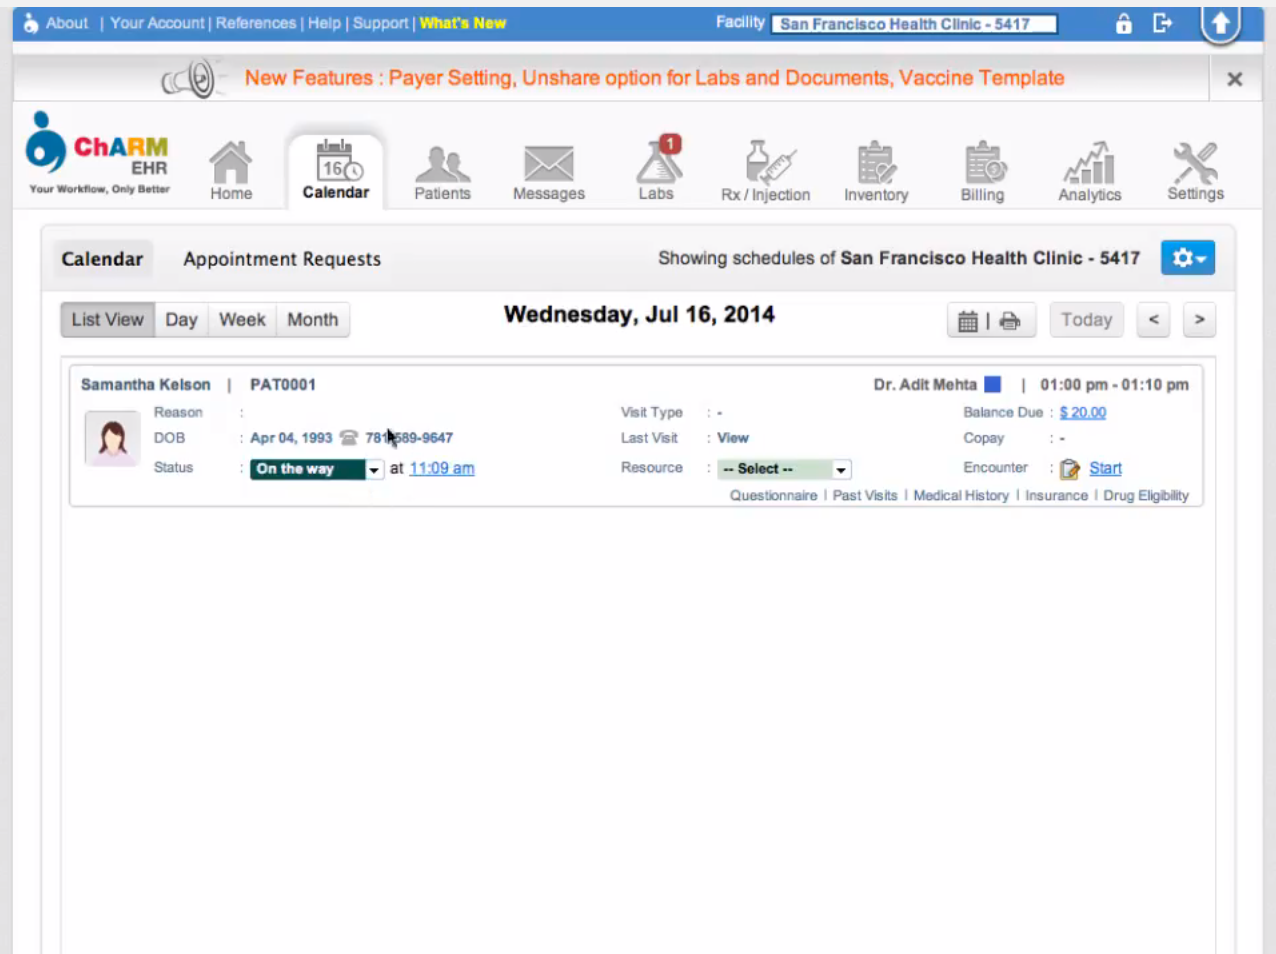 About | Your Account | References | Help | Support | What's New Facility San Francisco Health Clinic - 5417
New Features : Payer Setting, Unshare option for Labs and Documents, Vaccine Template
ChARM
EHR
Your Workflow, Only Better
16
1
Home Calendar Patients Messages Labs Rx / Injection Inventory Billing Analytics Settings
Calendar Appointment Requests Showing schedules of San Francisco Health Clinic - 5417
List View Day Week Month Wednesday, Jul 16, 2014 | Today < >
Samantha Kelson | PAT0001 Dr. Adit Mehta | 01:00 pm - 01:10 pm
Reason : Visit Type : - Balance Due : $ 20.00
DOB : Apr 04, 1993 781 589-9647 Last Visit : View Copay : -
Status : On the way at 11:09 am Resource : -- Select -- Encounter : Start
Questionnaire | Past Visits | Medical History | Insurance | Drug Eligibility